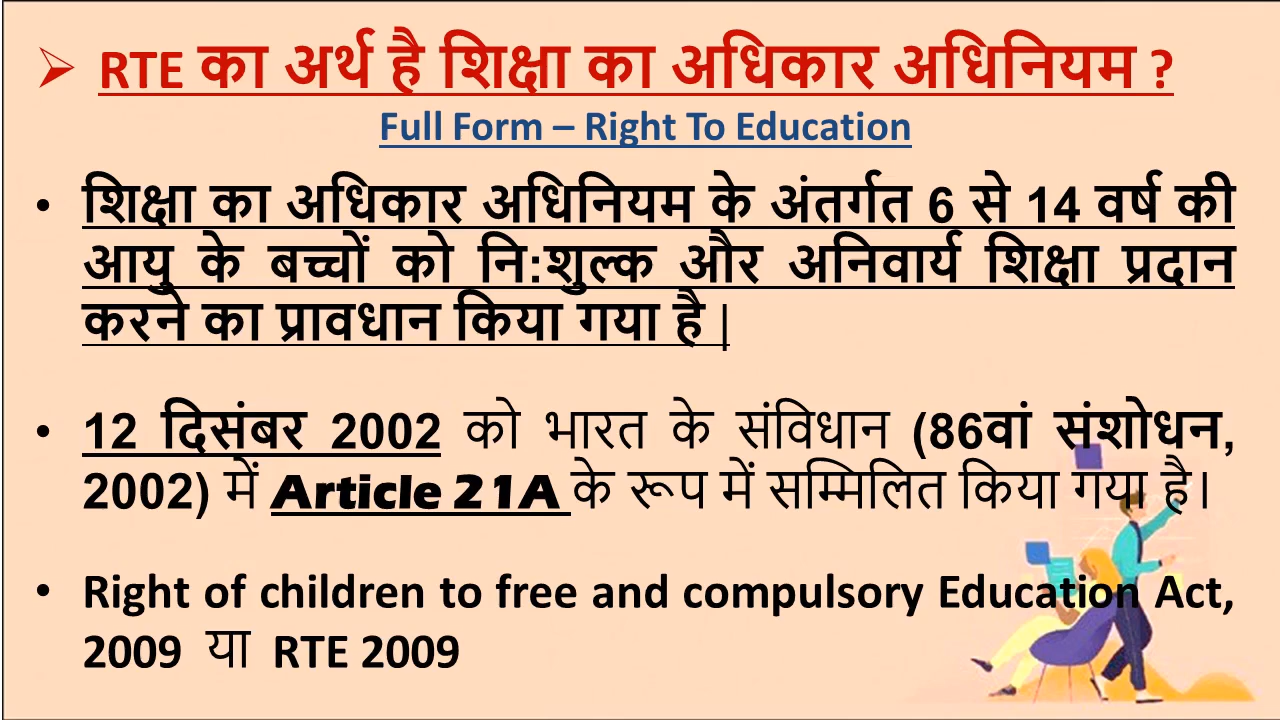 ➢ RTE का अर्थ है शिक्षा का अधिकार अधिनियम ?
Full Form – Right To Education
• शिक्षा का अधिकार अधिनियम के अंतर्गत 6 से 14 वर्ष की
आयु के बच्चों को नि:शुल्क और अनिवार्य शिक्षा प्रदान
करने का प्रावधान किया गया है |
• 12 दिसंबर 2002 को भारत के संविधान (86वां संशोधन,
2002) में Article 21A के रूप में सम्मिलित किया गया है।
• Right of children to free and compulsory Education Act,
2009 या RTE 2009